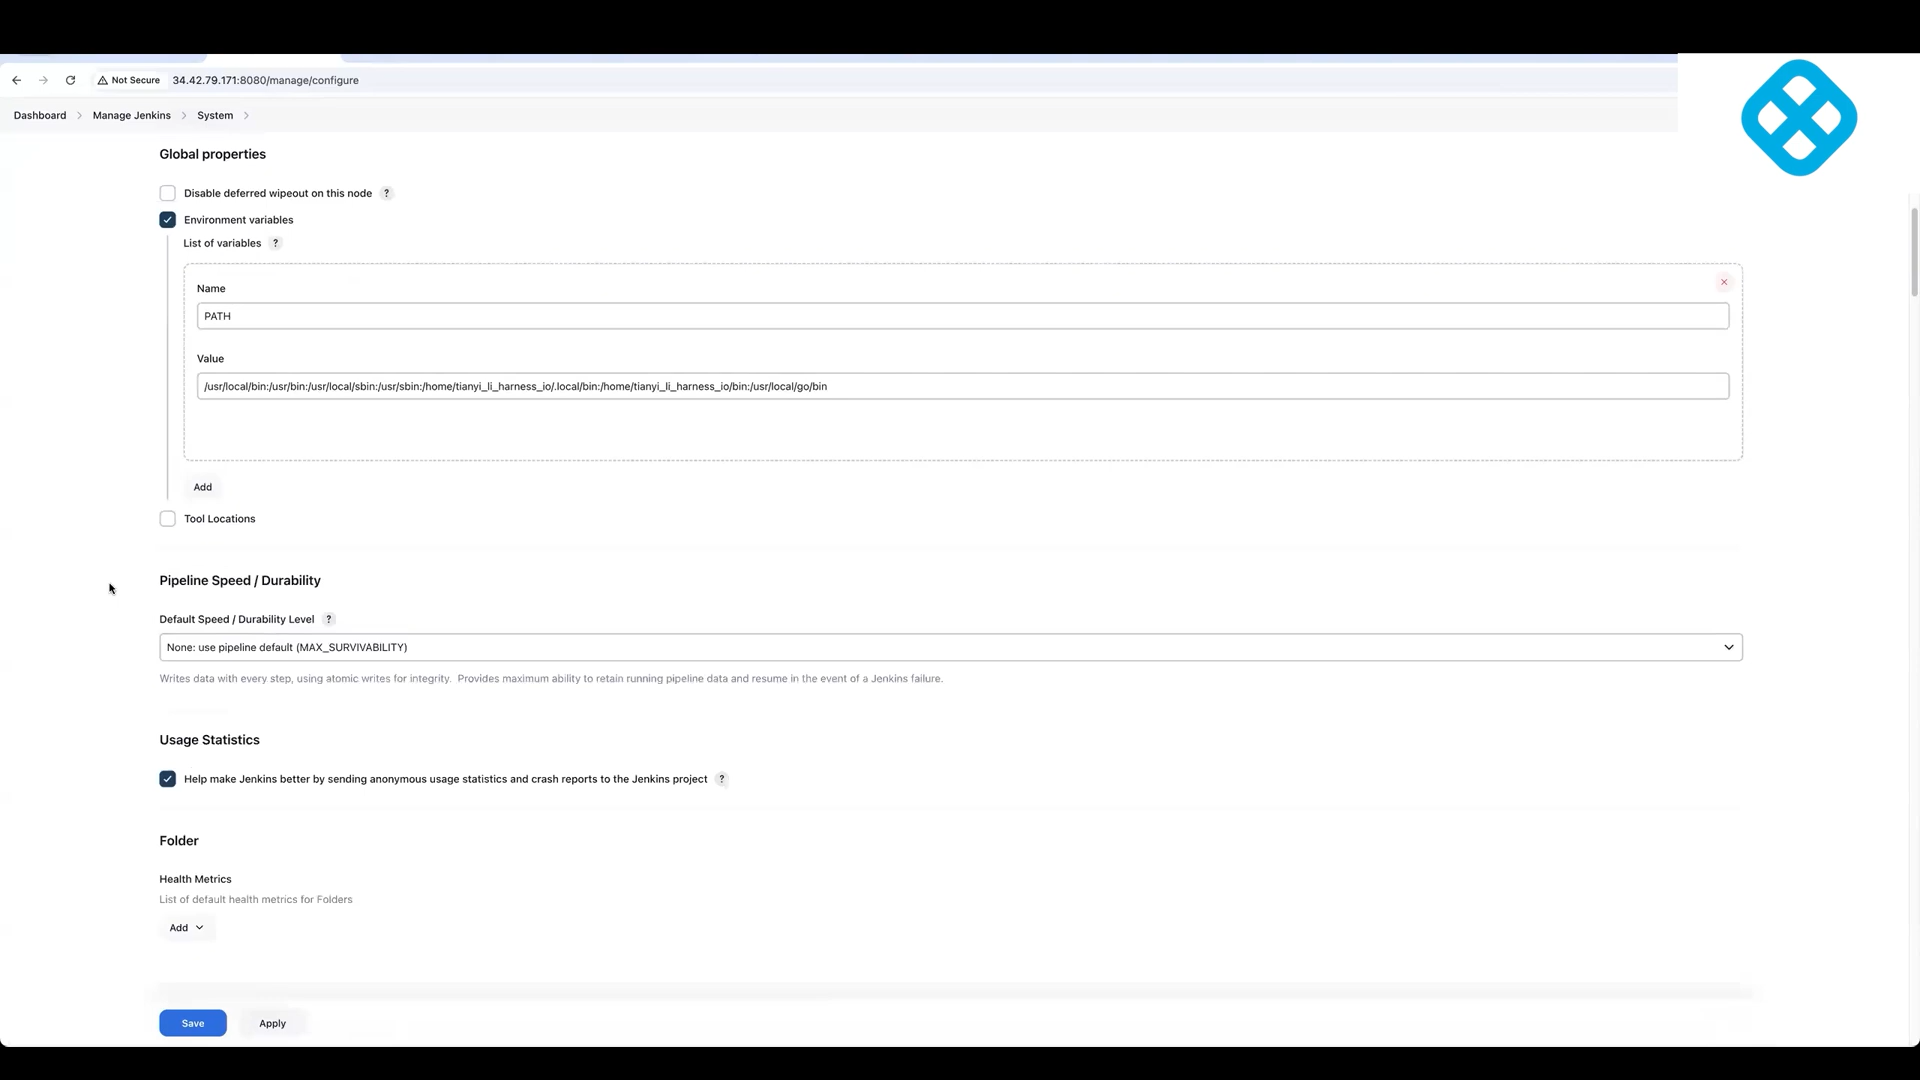 Not Secure 34.42.79.171:8080/manage/configure
Dashboard > Manage Jenkins > System >
Global properties
Disable deferred wipeout on this node ?
Environment variables
List of variables ?
Name
PATH
Value
/usr/local/bin:/usr/bin:/usr/local/sbin:/usr/sbin:/home/tianyi_li_harness_io/.local/bin:/home/tianyi_li_harness_io/bin:/usr/local/go/bin
Add
Tool Locations
Pipeline Speed / Durability
Default Speed / Durability Level ?
None: use pipeline default (MAX_SURVIVABILITY)
Writes data with every step, using atomic writes for integrity. Provides maximum ability to retain running pipeline data and resume in the event of a Jenkins failure.
Usage Statistics
Help make Jenkins better by sending anonymous usage statistics and crash reports to the Jenkins project ?
Folder
Health Metrics
List of default health metrics for Folders
Add
Save Apply